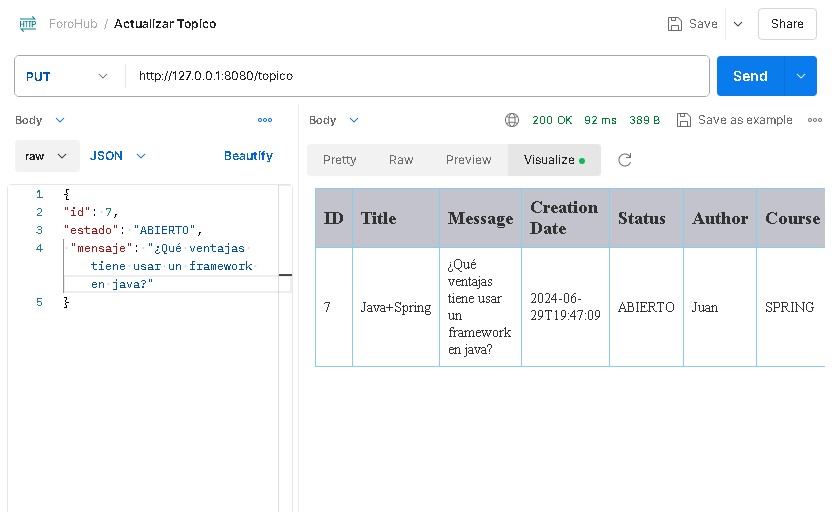 HTTP ForoHub / Actualizar Topico Save Share
PUT http://127.0.0.1:8080/topico Send
Body
raw JSON Beautify
1 {
2 "id": 7,
3 "estado": "ABIERTO",
4 "mensaje": "¿Qué ventajas
tiene usar un framework
en java?"
5 }
Body 200 OK 92 ms 389 B Save as example
Pretty Raw Preview Visualize
ID Title Message Creation Date Status Author Course
7 Java+Spring ¿Qué ventajas tiene usar un framework en java? 2024-06-29T19:47:09 ABIERTO Juan SPRING